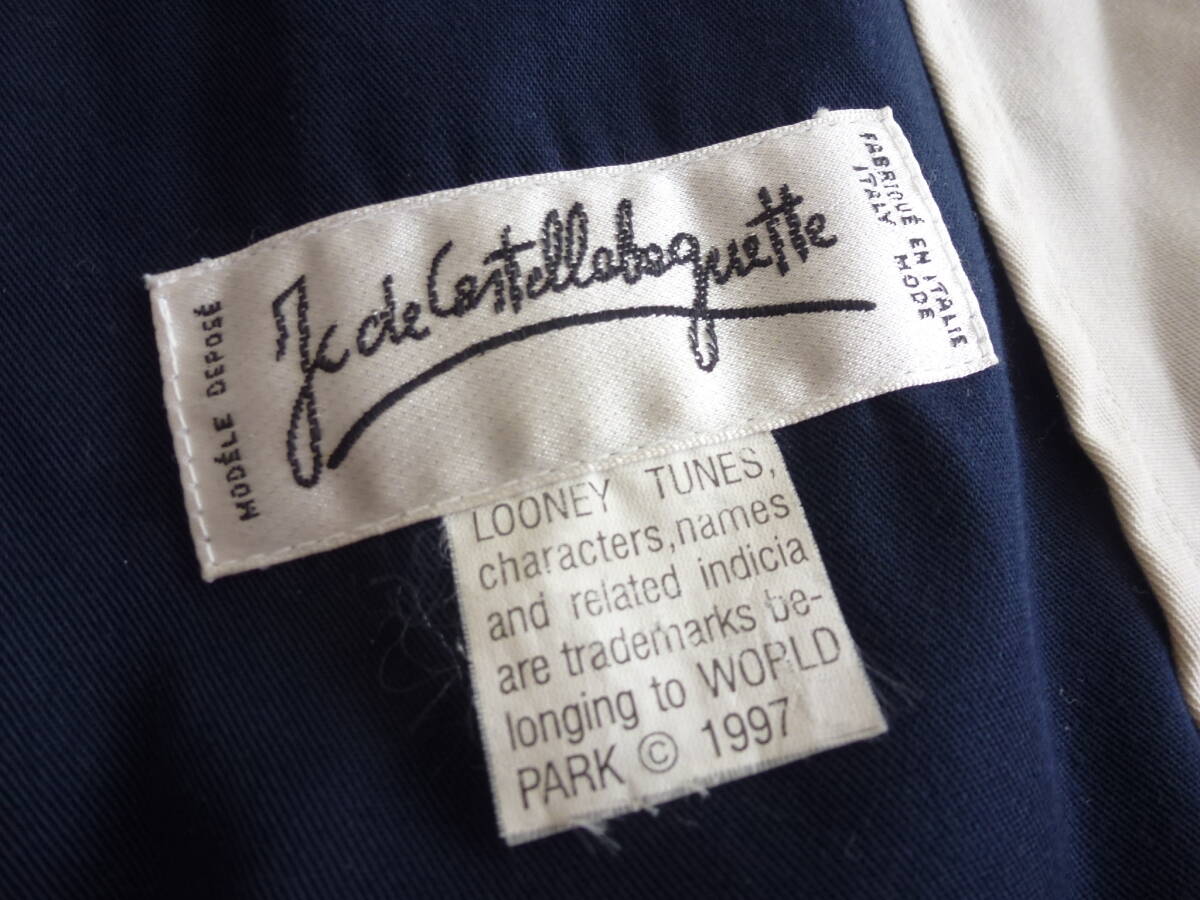 MODÈLE DEPOSÉ
Jc de Castellabaguette
FABRIQUÉ EN ITALIE
ITALY MODE
LOONEY TUNES,
characters,names
and related indicia
are trademarks be-
longing to WORLD
PARK © 1997